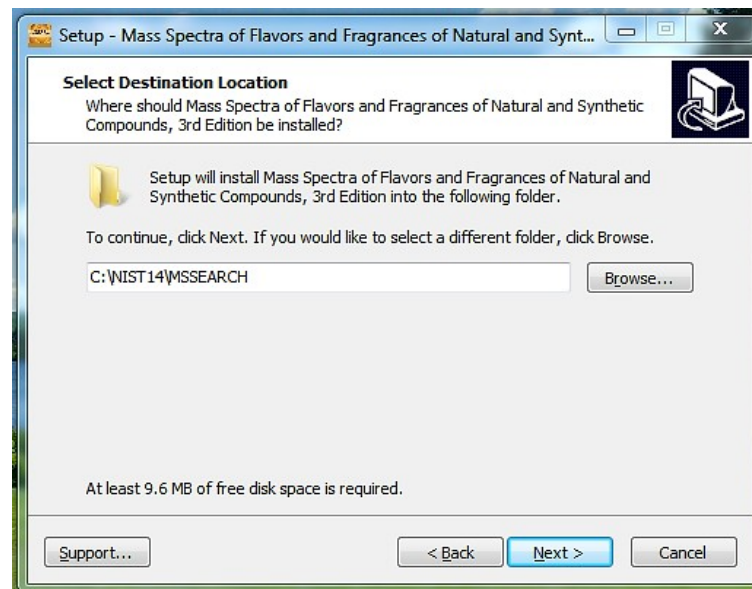 Setup - Mass Spectra of Flavors and Fragrances of Natural and Synt...
Select Destination Location
Where should Mass Spectra of Flavors and Fragrances of Natural and Synthetic
Compounds, 3rd Edition be installed?
Setup will install Mass Spectra of Flavors and Fragrances of Natural and
Synthetic Compounds, 3rd Edition into the following folder.
To continue, click Next. If you would like to select a different folder, click Browse.
C:\NIST14\MSSEARCH
Browse...
At least 9.6 MB of free disk space is required.
Support...
< Back
Next >
Cancel